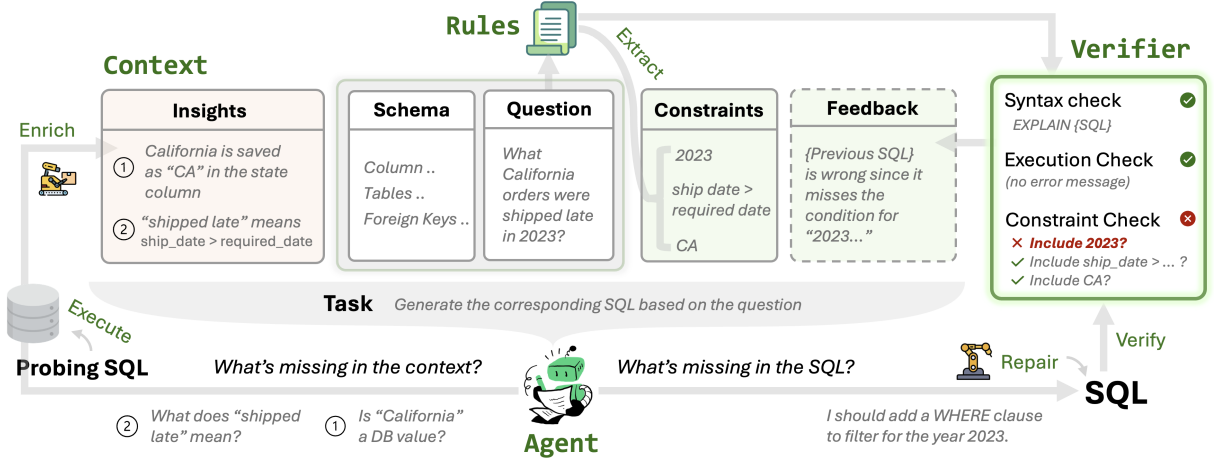 Rules
Context
Verifier
Extract
Enrich
Insights
① California is saved
as “CA” in the state
column
② “shipped late” means
ship_date > required_date
Schema
Column ..
Tables ..
Foreign Keys ..
Question
What
California
orders were
shipped late
in 2023?
Constraints
2023
ship date >
required date
CA
Feedback
{Previous SQL}
is wrong since it
misses the
condition for
“2023...”
Syntax check
EXPLAIN {SQL}
Execution Check
(no error message)
Constraint Check
Include 2023?
Include ship_date > ... ?
Include CA?
Task Generate the corresponding SQL based on the question
Execute
Probing SQL
What’s missing in the context?
What’s missing in the SQL?
Repair
Verify
SQL
② What does “shipped
late” mean?
① Is “California”
a DB value?
Agent
I should add a WHERE clause
to filter for the year 2023.